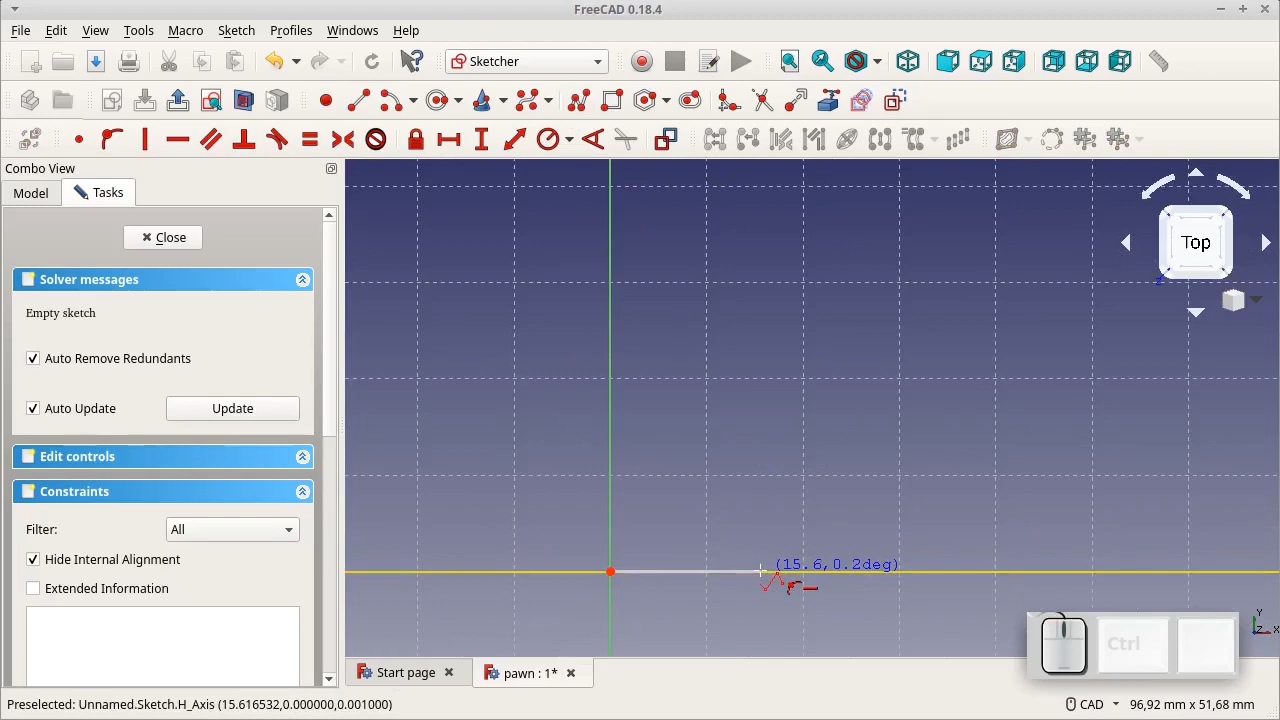 FreeCAD 0.18.4
File Edit View Tools Macro Sketch Profiles Windows Help
Sketcher
Combo View
Model Tasks
Close
Solver messages
Empty sketch
Auto Remove Redundants
Auto Update Update
Edit controls
Constraints
Filter: All
Hide Internal Alignment
Extended Information
Top
Z
(15.6,0.2deg)
Ctrl
Y
Z X
Start page pawn : 1*
Preselected: Unnamed.Sketch.H_Axis (15.616532,0.000000,0.001000) CAD 96,92 mm x 51,68 mm